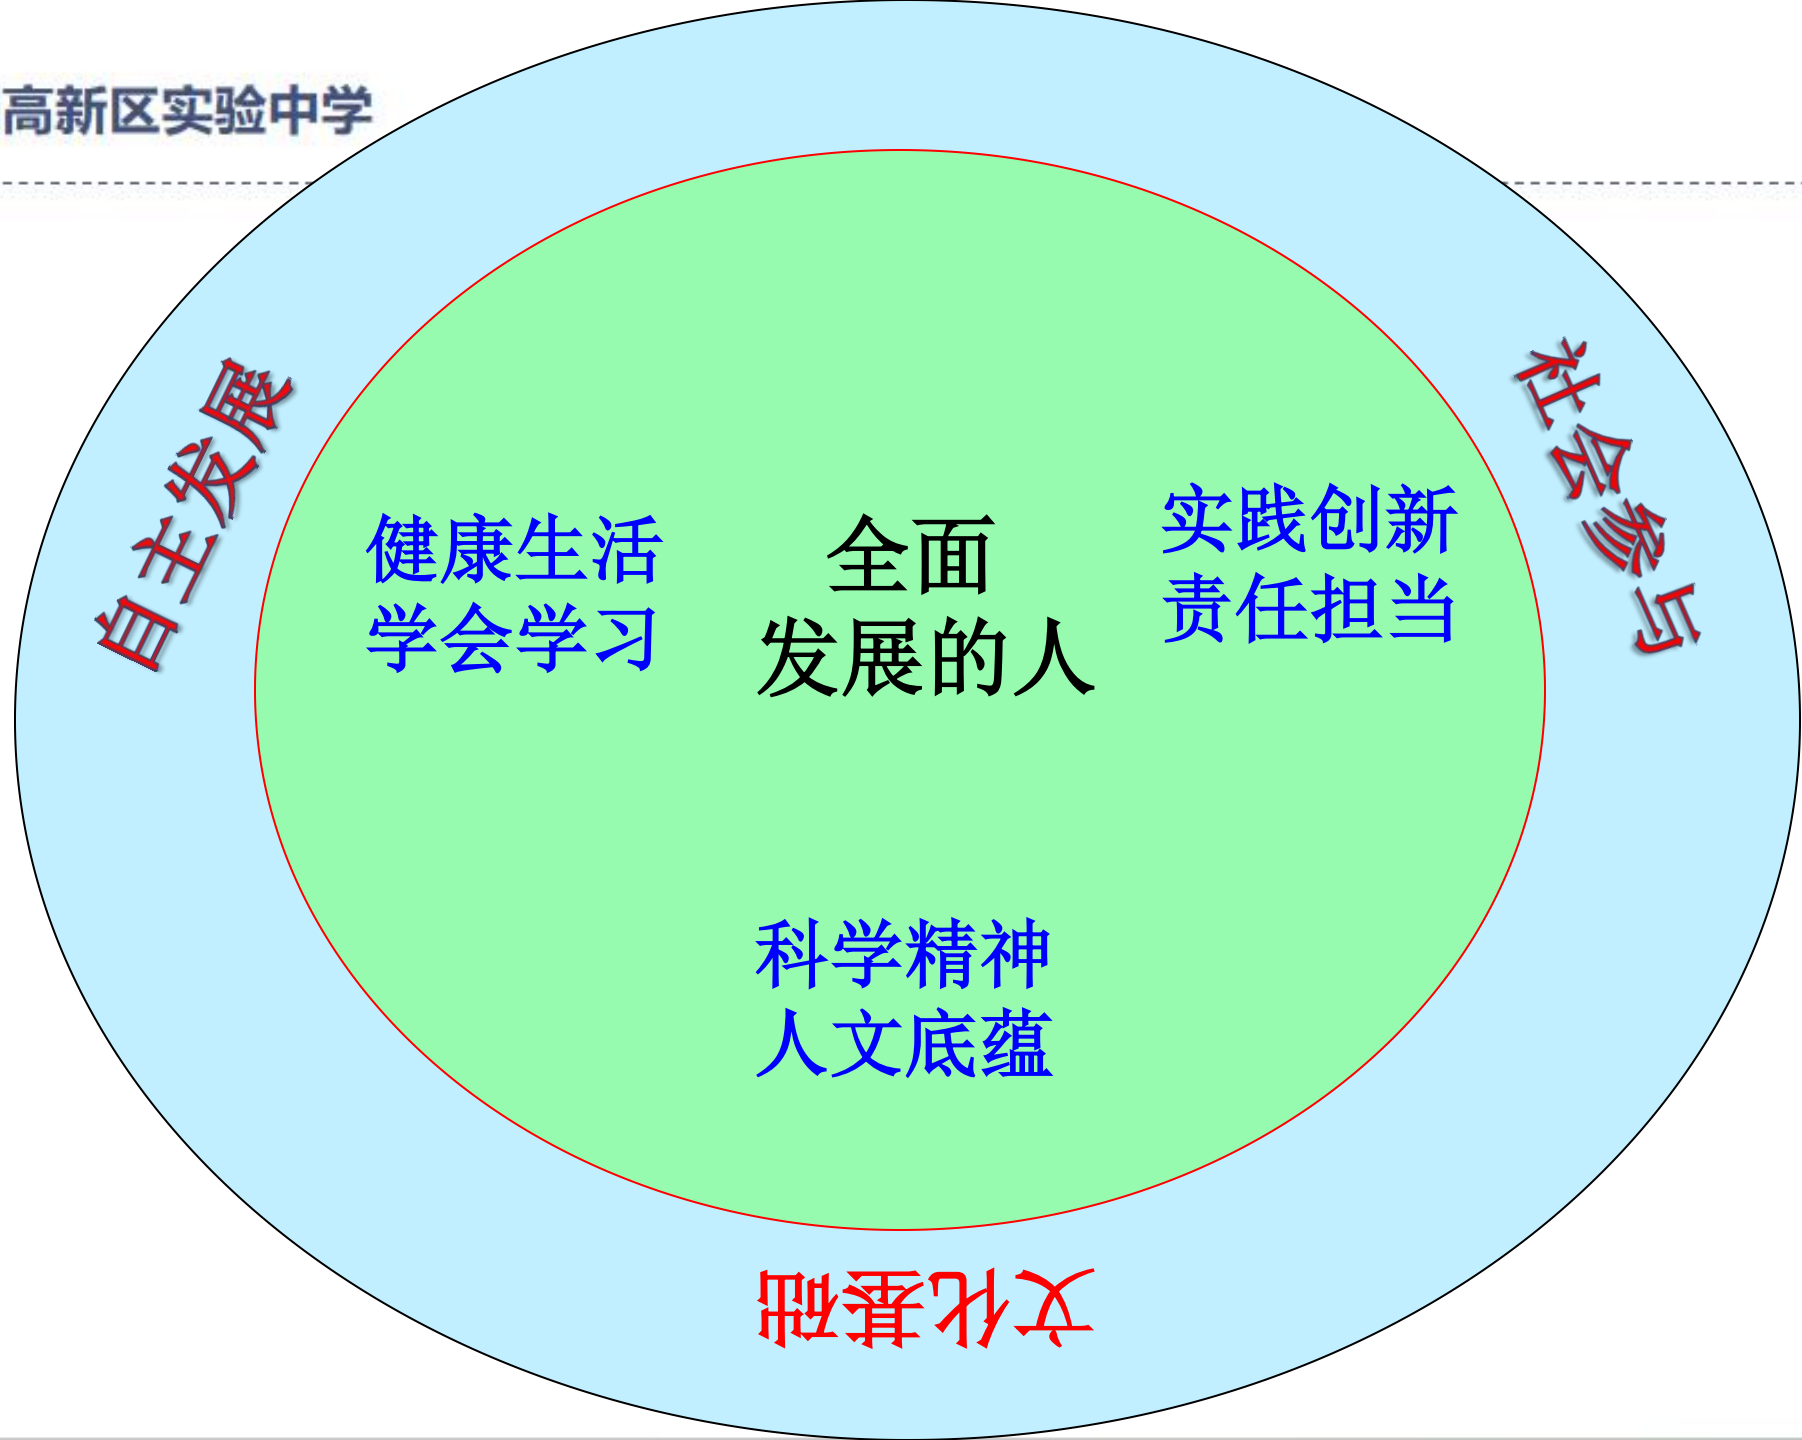 高新区实验中学
自主发展
社会参与
健康生活
学会学习
全面
发展的人
实践创新
责任担当
科学精神
人文底蕴
文化基础